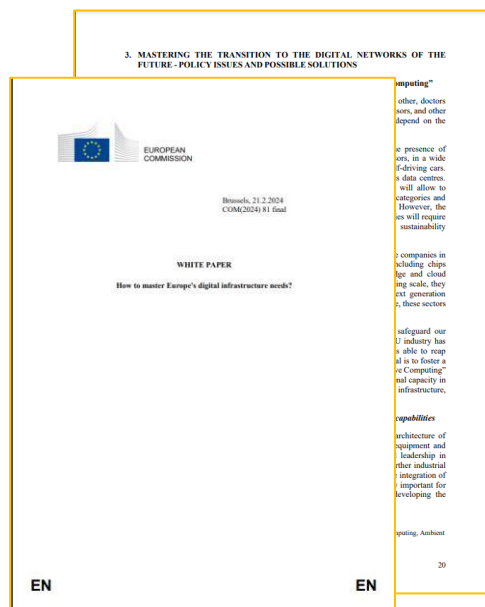 3. MASTERING THE TRANSITION TO THE DIGITAL NETWORKS OF THE
FUTURE - POLICY ISSUES AND POSSIBLE SOLUTIONS
EUROPEAN
COMMISSION
Brussels, 21.2.2024
COM(2024) 81 final
WHITE PAPER
How to master Europe's digital infrastructure needs?
EN
EN
omputing”
other, doctors
sors, and other
depend on the
e presence of
sors, in a wide
lf-driving cars.
s data centres.
will allow to
categories and
However, the
es will require
sustainability
e companies in
ncluding chips
dge and cloud
ing scale, they
ext generation
e, these sectors
safeguard our
U industry has
s able to reap
al is to foster a
ve Computing”
nal capacity in
infrastructure,
capabilities
architecture of
equipment and
leadership in
rther industrial
integration of
important for
developing the
puting, Ambient
20